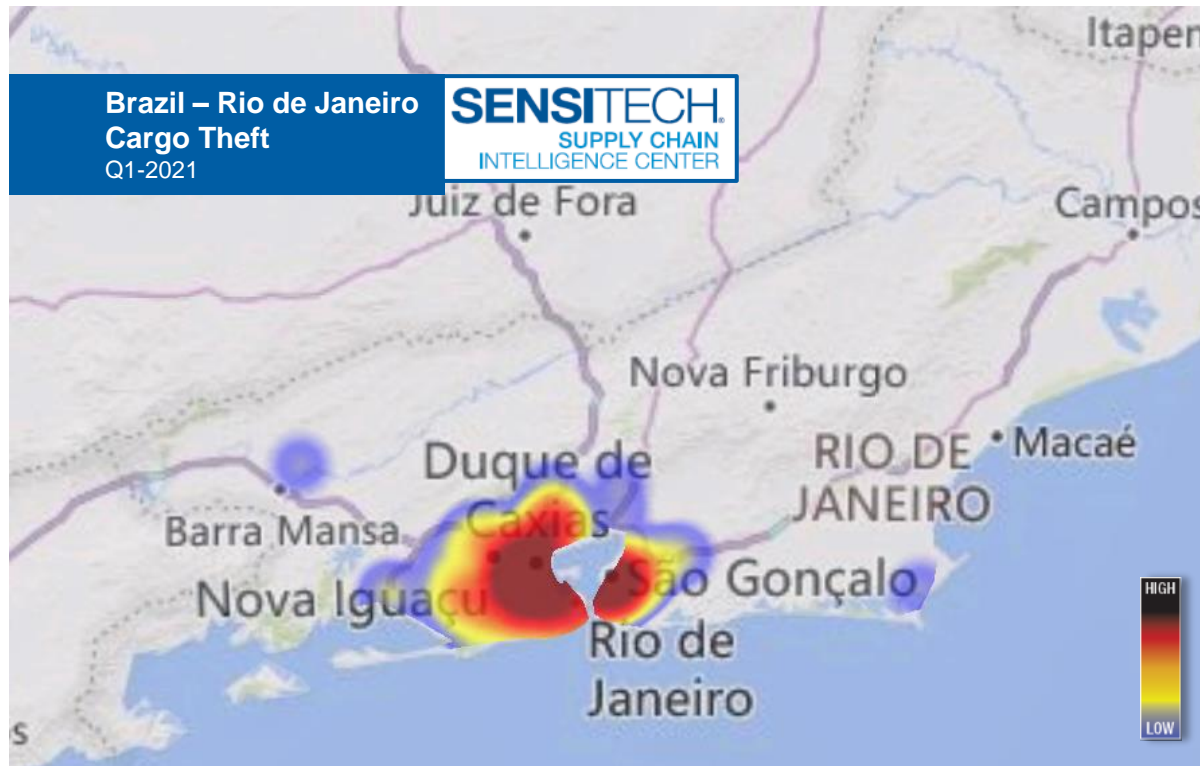 Itaper
Brazil – Rio de Janeiro
Cargo Theft
Q1-2021
SENSITECH®
SUPPLY CHAIN
INTELLIGENCE CENTER
Juiz de Fora
Campos
Nova Friburgo
Duque de
Caxias
RIO DE
JANEIRO
Macaé
Barra Mansa
Nova Iguaçu
São Gonçalo
Rio de
Janeiro
HIGH
LOW
s